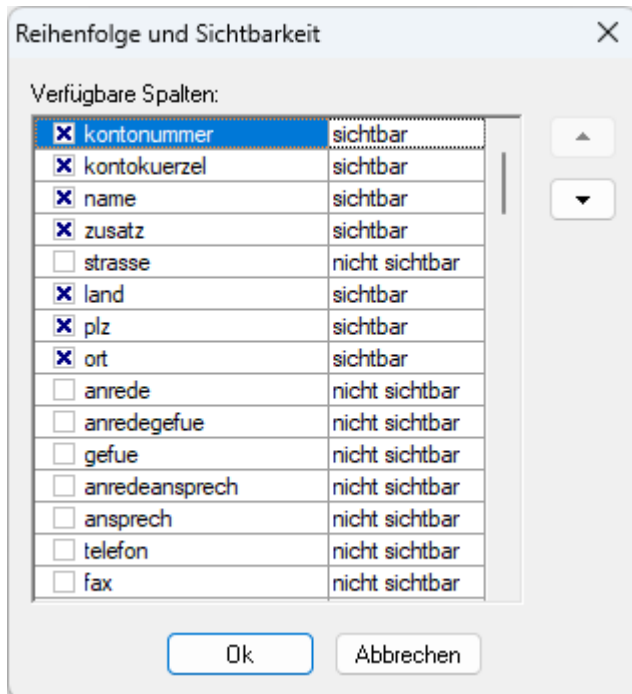 Reihenfolge und Sichtbarkeit
Verfügbare Spalten:
kontonummer sichtbar
kontokuerzel sichtbar
name sichtbar
zusatz sichtbar
strasse nicht sichtbar
land sichtbar
plz sichtbar
ort sichtbar
anrede nicht sichtbar
anredegefue nicht sichtbar
gefue nicht sichtbar
anredeansprech nicht sichtbar
ansprech nicht sichtbar
telefon nicht sichtbar
fax nicht sichtbar
Ok Abbrechen